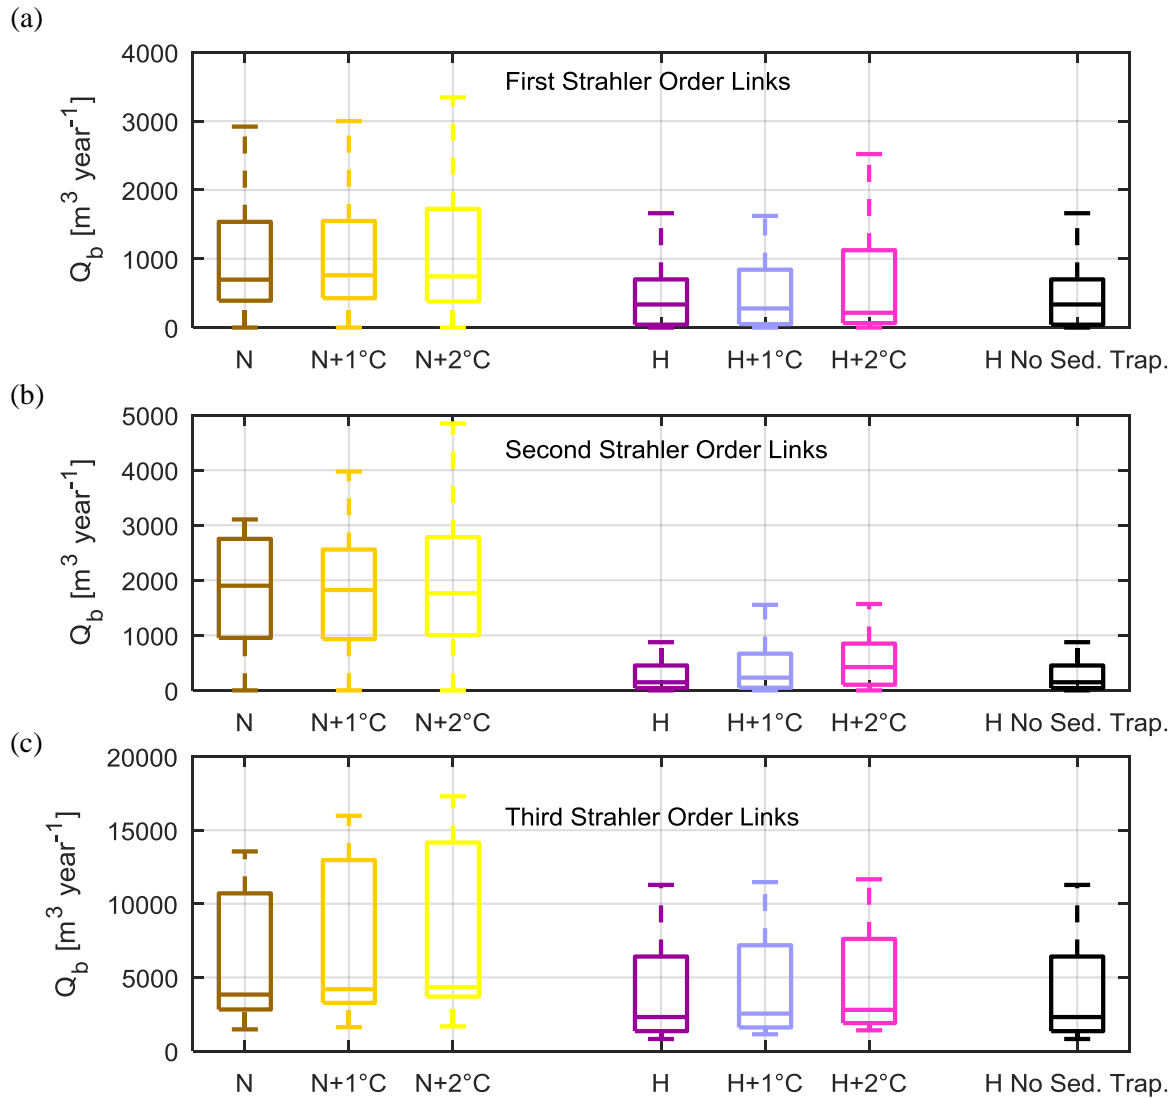 (a)
4000
First Strahler Order Links
3000
2000
1000
0
Q_b [m^3 year^-1]
N N+1°C N+2°C H H+1°C H+2°C H No Sed. Trap.
(b)
5000
Second Strahler Order Links
4000
3000
2000
1000
0
Q_b [m^3 year^-1]
N N+1°C N+2°C H H+1°C H+2°C H No Sed. Trap.
(c)
20000
Third Strahler Order Links
15000
10000
5000
0
Q_b [m^3 year^-1]
N N+1°C N+2°C H H+1°C H+2°C H No Sed. Trap.